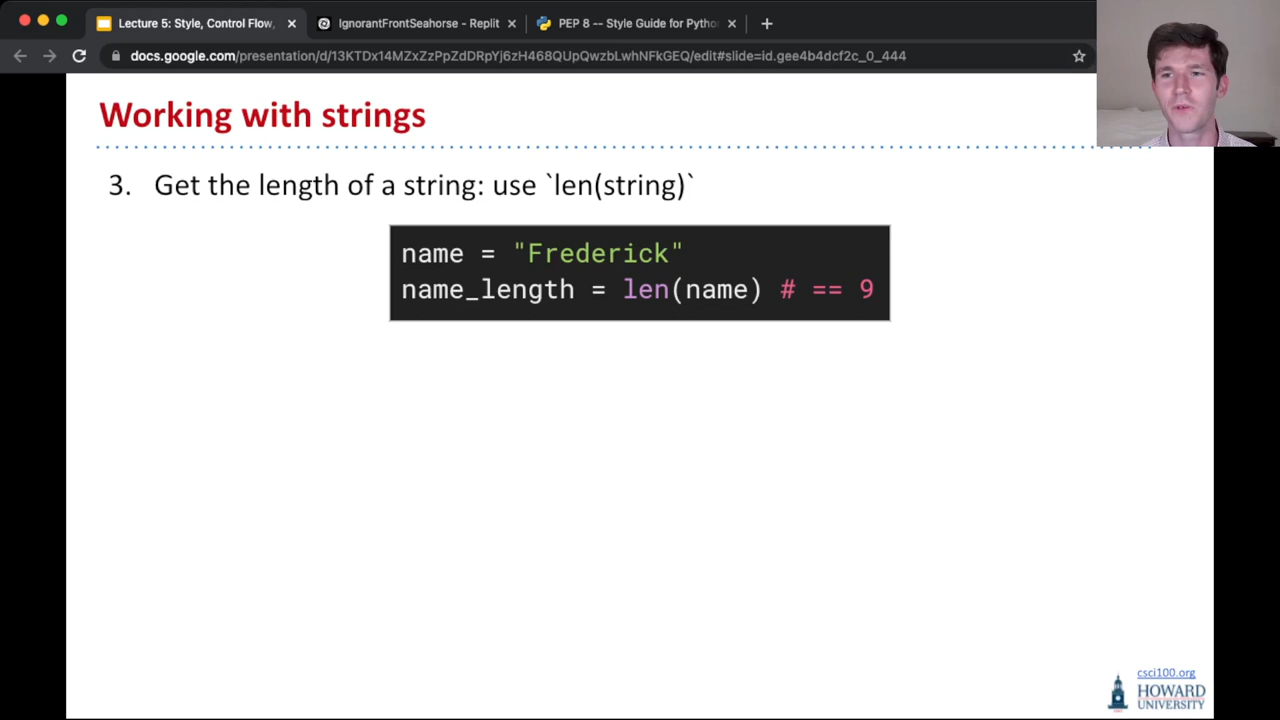 Lecture 5: Style, Control Flow,
IgnorantFrontSeahorse - Replit
PEP 8 -- Style Guide for Pytho
docs.google.com/presentation/d/13KTDx14MZxZzPpZdDRpYj6zH468QUpQwzbLwhNFkGEQ/edit#slide=id.gee4b4dcf2c_0_444
Working with strings
3. Get the length of a string: use `len(string)`
name = "Frederick"
name_length = len(name) # == 9
csci100.org
HOWARD
UNIVERSITY